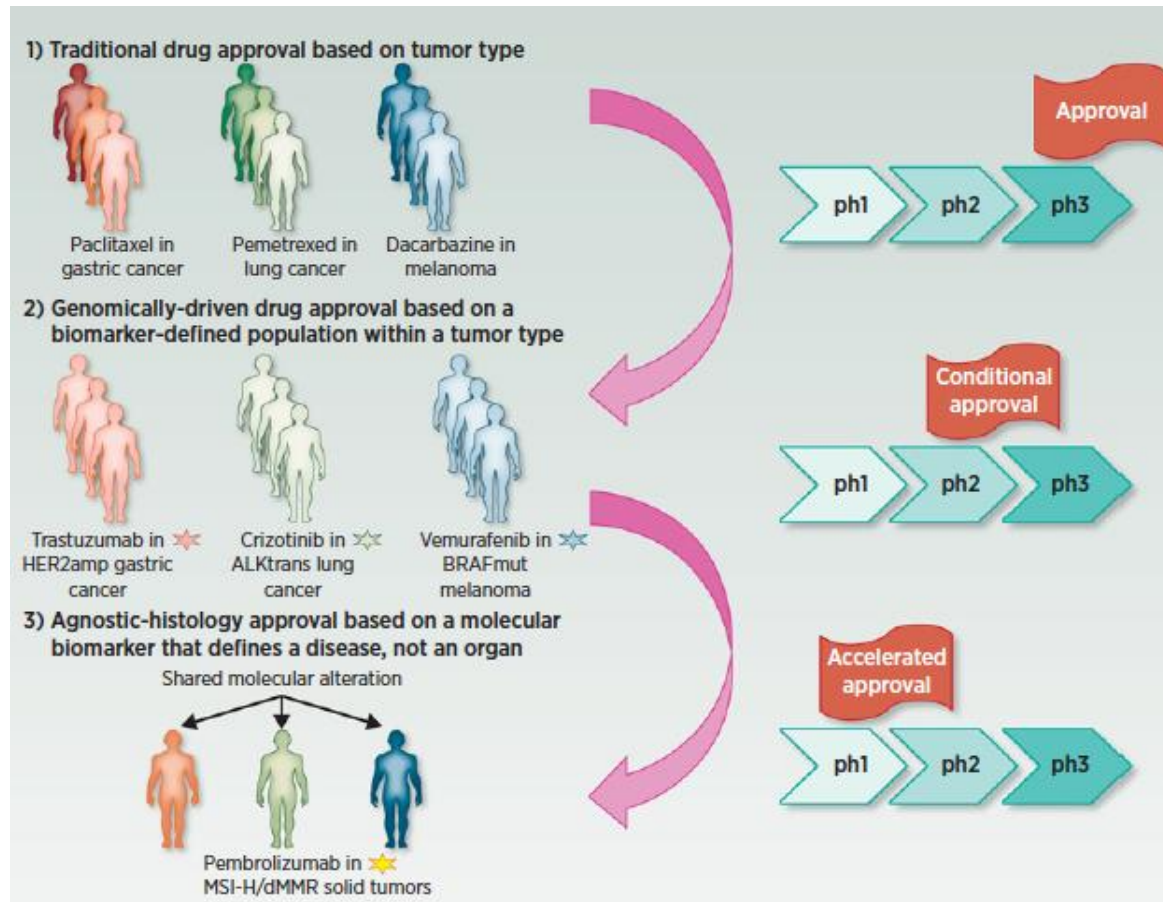 1) Traditional drug approval based on tumor type
Paclitaxel in
gastric cancer
Pemetrexed in
lung cancer
Dacarbazine in
melanoma
Approval
ph1
ph2
ph3
2) Genomically-driven drug approval based on a
biomarker-defined population within a tumor type
Trastuzumab in
HER2amp gastric
cancer
Crizotinib in
ALKtrans lung
cancer
Vemurafenib in
BRAFmut
melanoma
Conditional
approval
ph1
ph2
ph3
3) Agnostic-histology approval based on a molecular
biomarker that defines a disease, not an organ
Shared molecular alteration
Pembrolizumab in
MSI-H/dMMR solid tumors
Accelerated
approval
ph1
ph2
ph3